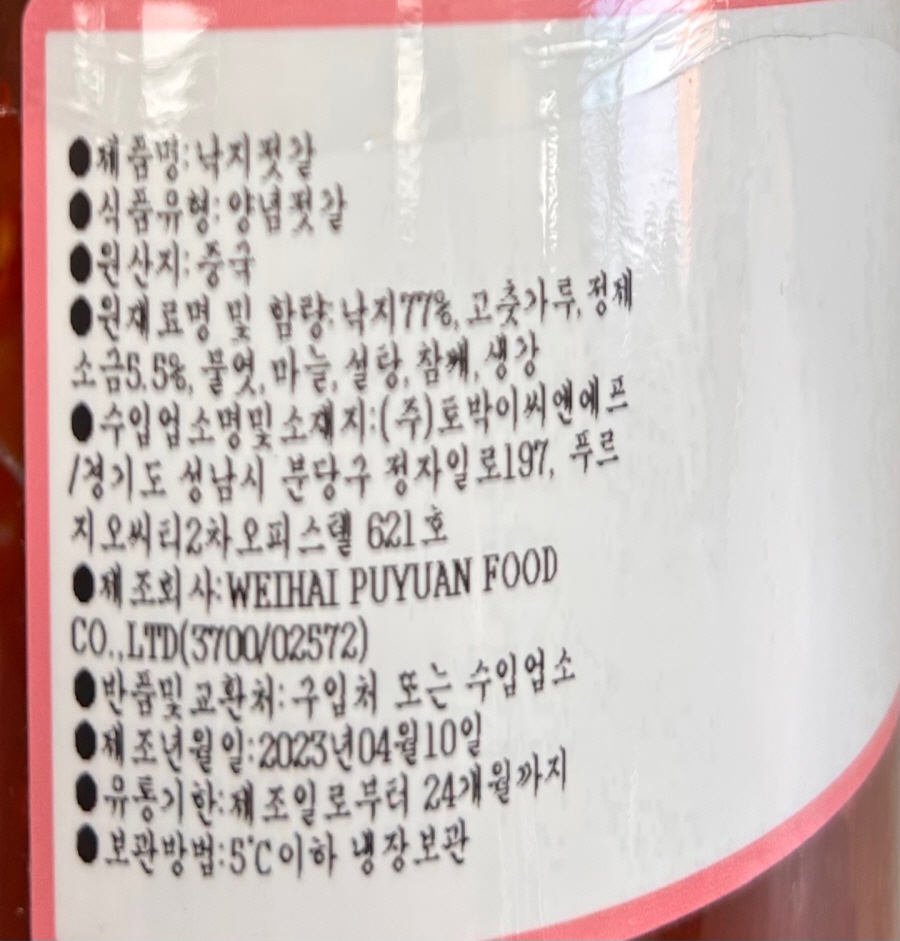 ●제품명:낙지젓갈
●식품유형:양념젓갈
●원산지:중국
●원재료명 및 함량:낙지77%, 고춧가루, 정제
소금5.5%, 물엿, 마늘, 설탕, 참깨, 생강
●수입업소명및소재지:(주)토박이씨앤에프
/경기도 성남시 분당구 정자일로197, 푸르
지오씨티2차오피스텔 621호
●제조회사:WEIHAI PUYUAN FOOD
CO.,LTD(3700/02572)
●반품및교환처:구입처 또는 수입업소
●제조년월일:2023년04월10일
●유통기한:제조일로부터 24개월까지
●보관방법:5℃이하 냉장보관